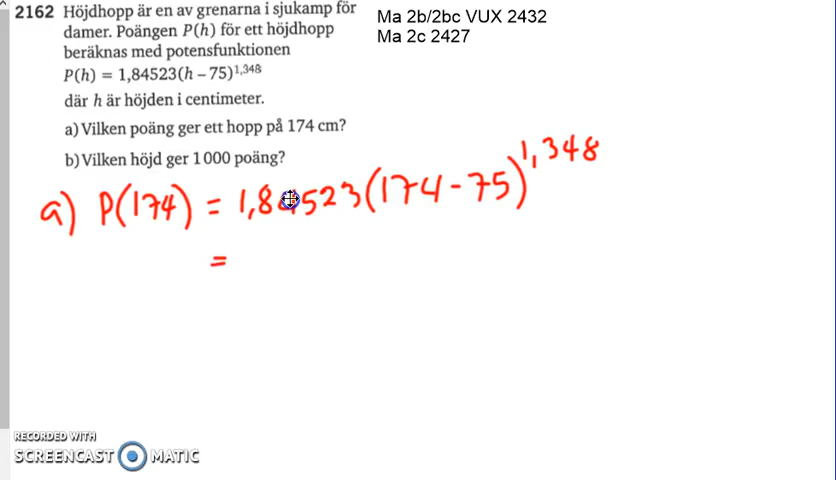 2162 Höjdhopp är en av grenarna i sjukamp för
damer. Poängen P(h) för ett höjdhopp
beräknas med potensfunktionen
P(h) = 1,84523(h – 75)^1,348
där h är höjden i centimeter.
a) Vilken poäng ger ett hopp på 174 cm?
b) Vilken höjd ger 1 000 poäng?
Ma 2b/2bc VUX 2432
Ma 2c 2427
a) P(174) = 1,84523(174 - 75)^1,348
=
RECORDED WITH
SCREENCAST MATIC